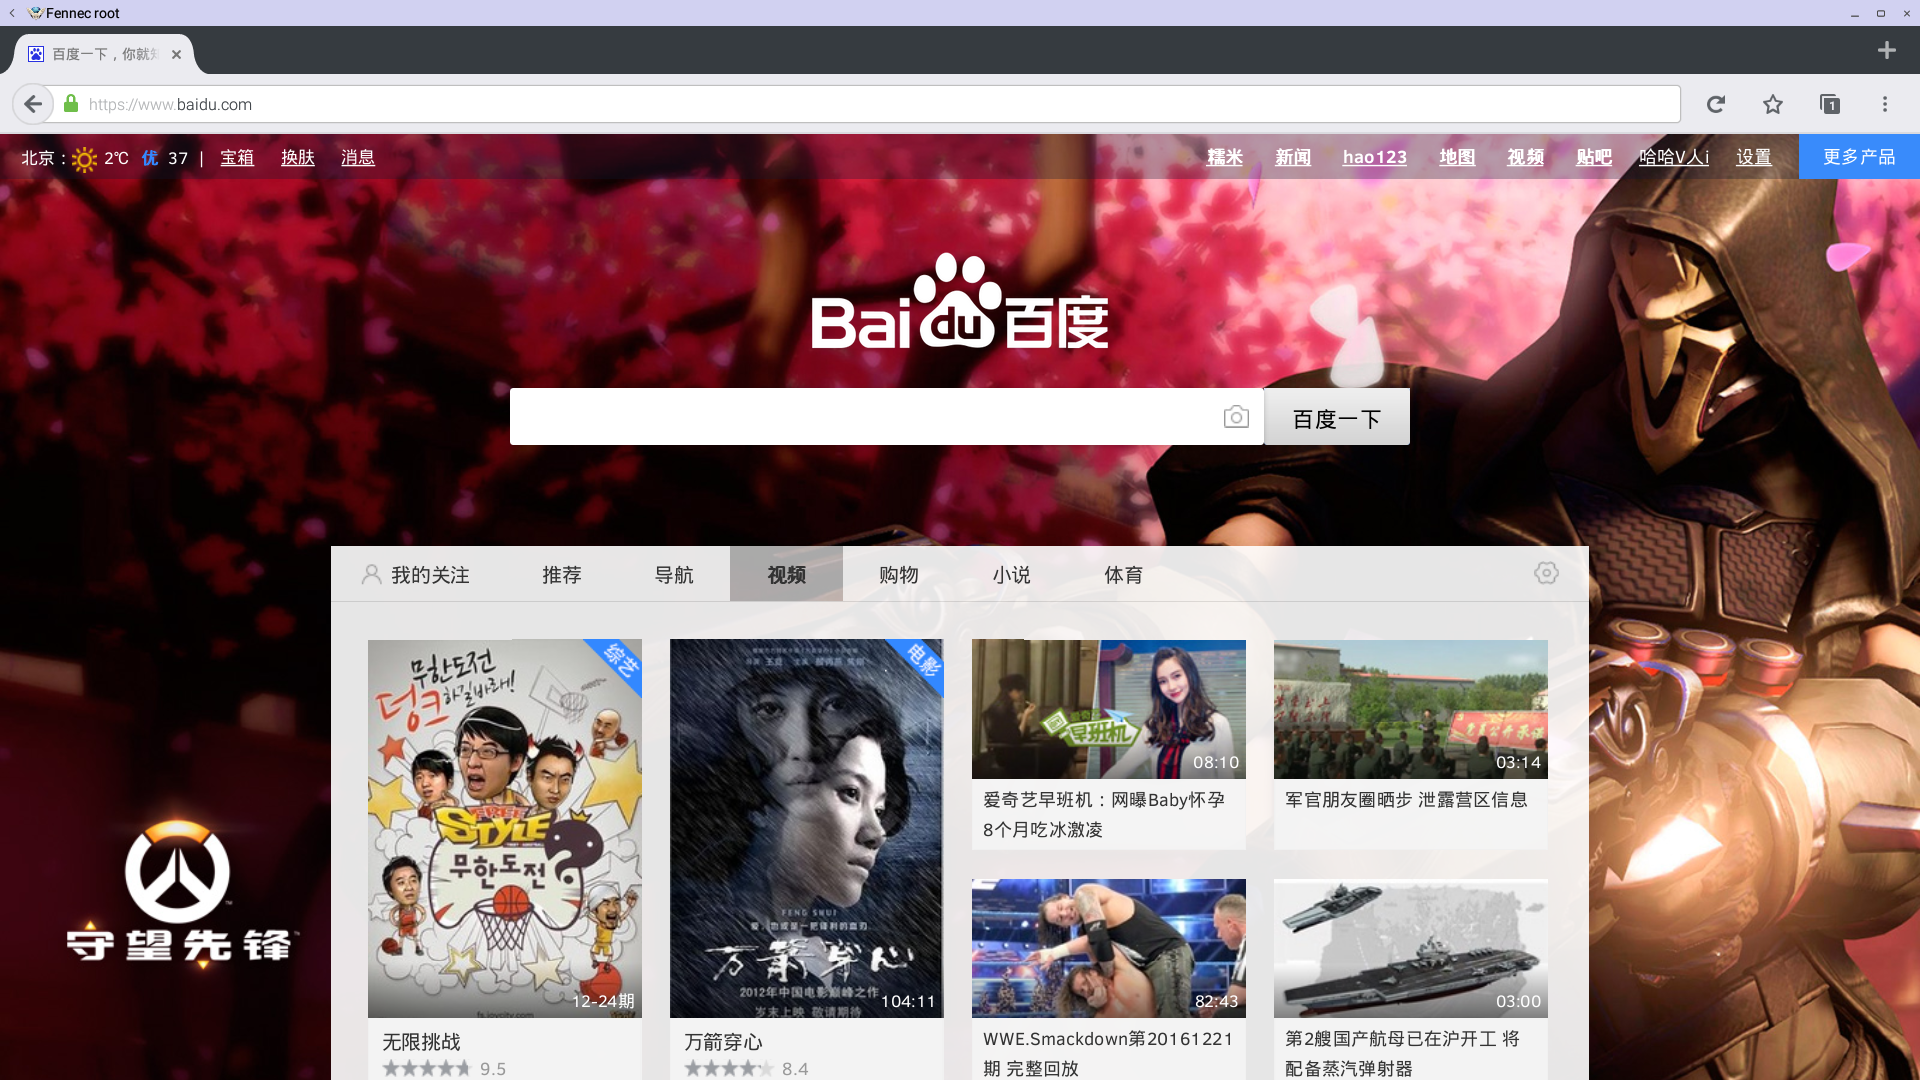 Fennec root
百度一下，你就知
https://www.baidu.com
北京：2℃ 优 37 | 宝箱 换肤 消息
糯米 新闻 hao123 地图 视频 贴吧 哈哈V人i 设置 更多产品
Bai du 百度
百度一下
我的关注 推荐 导航 视频 购物 小说 体育
무한도전
덩크 하길바래!
综艺
FREE
STYLE
무한도전
fs.joycity.com
12-24期
无限挑战
9.5
电影
FENG SHUI
万箭穿心
2012年中国电影巅峰之作
岁末上映 敬请期待
104:11
万箭穿心
8.4
早班机
08:10
爱奇艺早班机：网曝Baby怀孕
8个月吃冰激凌
03:14
军官朋友圈晒步 泄露营区信息
82:43
WWE.Smackdown第20161221
期 完整回放
03:00
第2艘国产航母已在沪开工 将
配备蒸汽弹射器
守望先锋